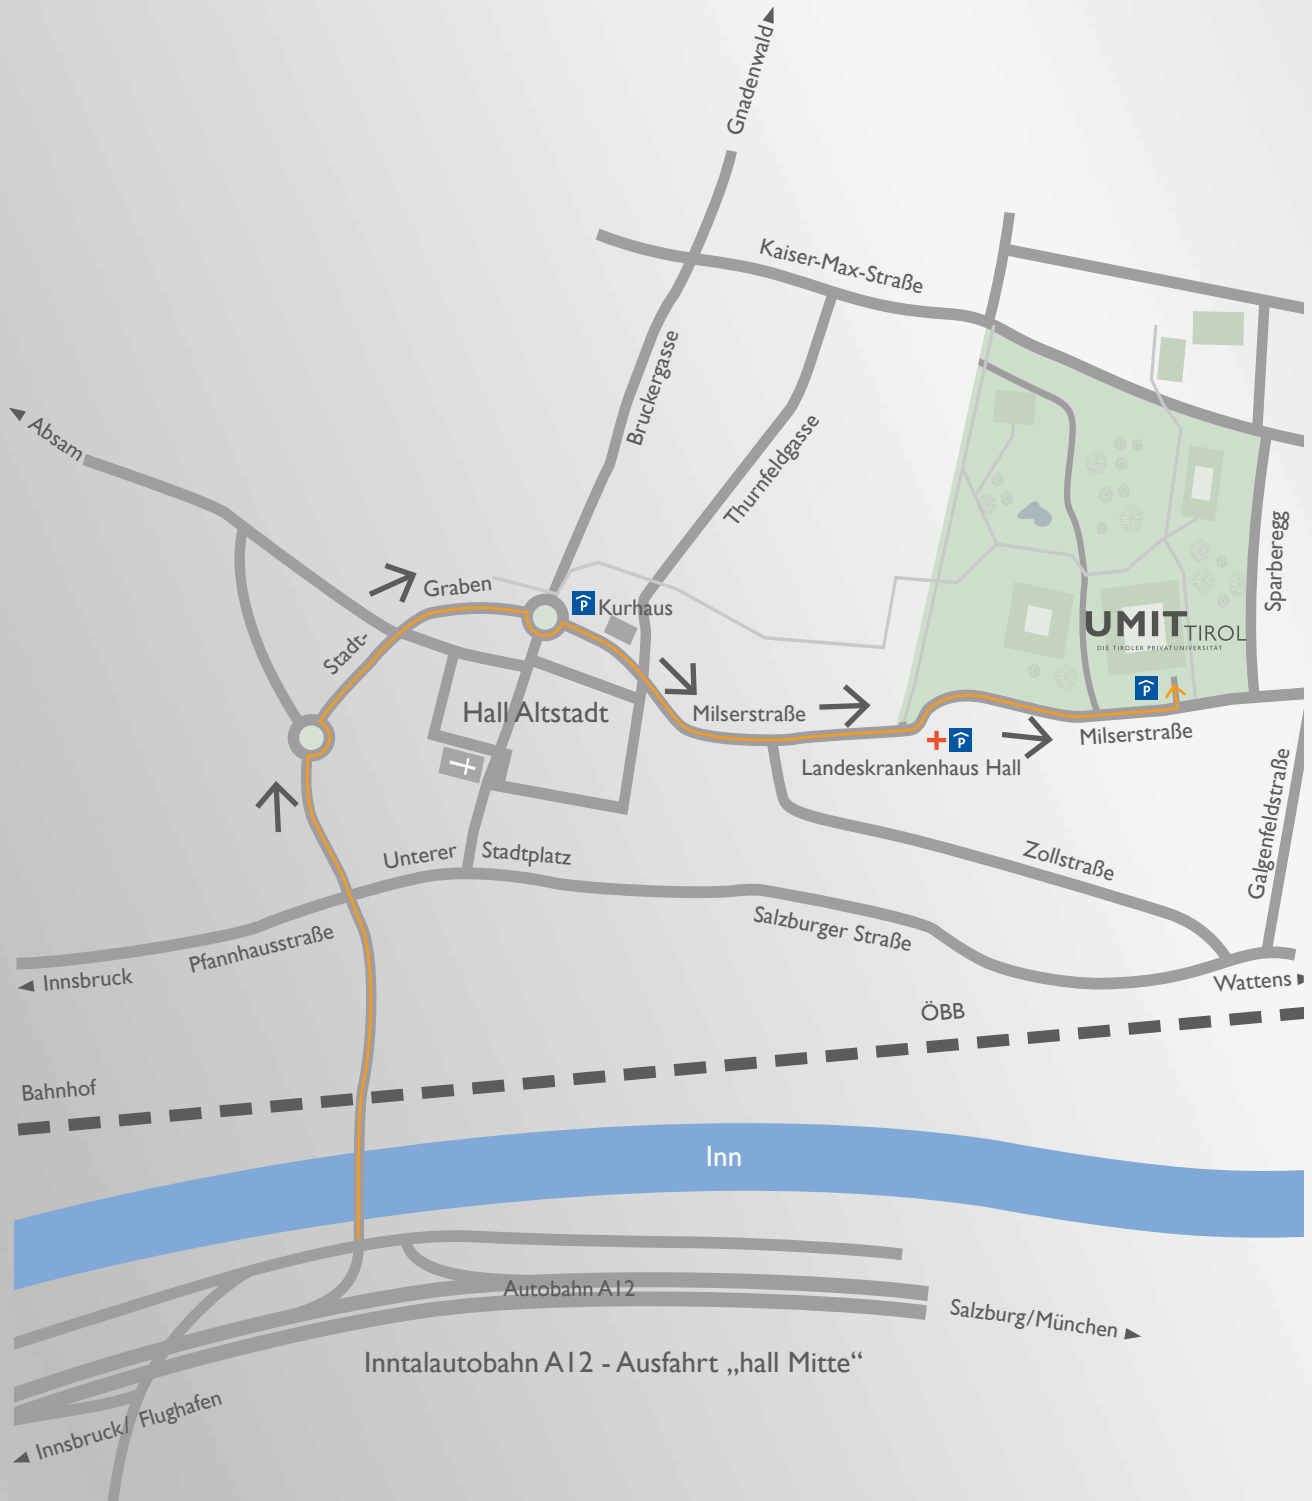 Gnadenwald
Kaiser-Max-Straße
Bruckergasse
Absam
Thurnfeldgasse
Sparberegg
Graben
P
Kurhaus
Stadt-
UMIT TIROL
DIE TIROLER PRIVATUNIVERSITÄT
P
Hall Altstadt
Milserstraße
Milserstraße
P
Landeskrankenhaus Hall
Galgenfeldstraße
Unterer Stadtplatz
Zollstraße
Pfannhausstraße
Salzburger Straße
Innsbruck
Wattens
ÖBB
Bahnhof
Inn
Autobahn A12
Salzburg/München
Inntalautobahn A12 - Ausfahrt „hall Mitte“
Innsbruck/ Flughafen